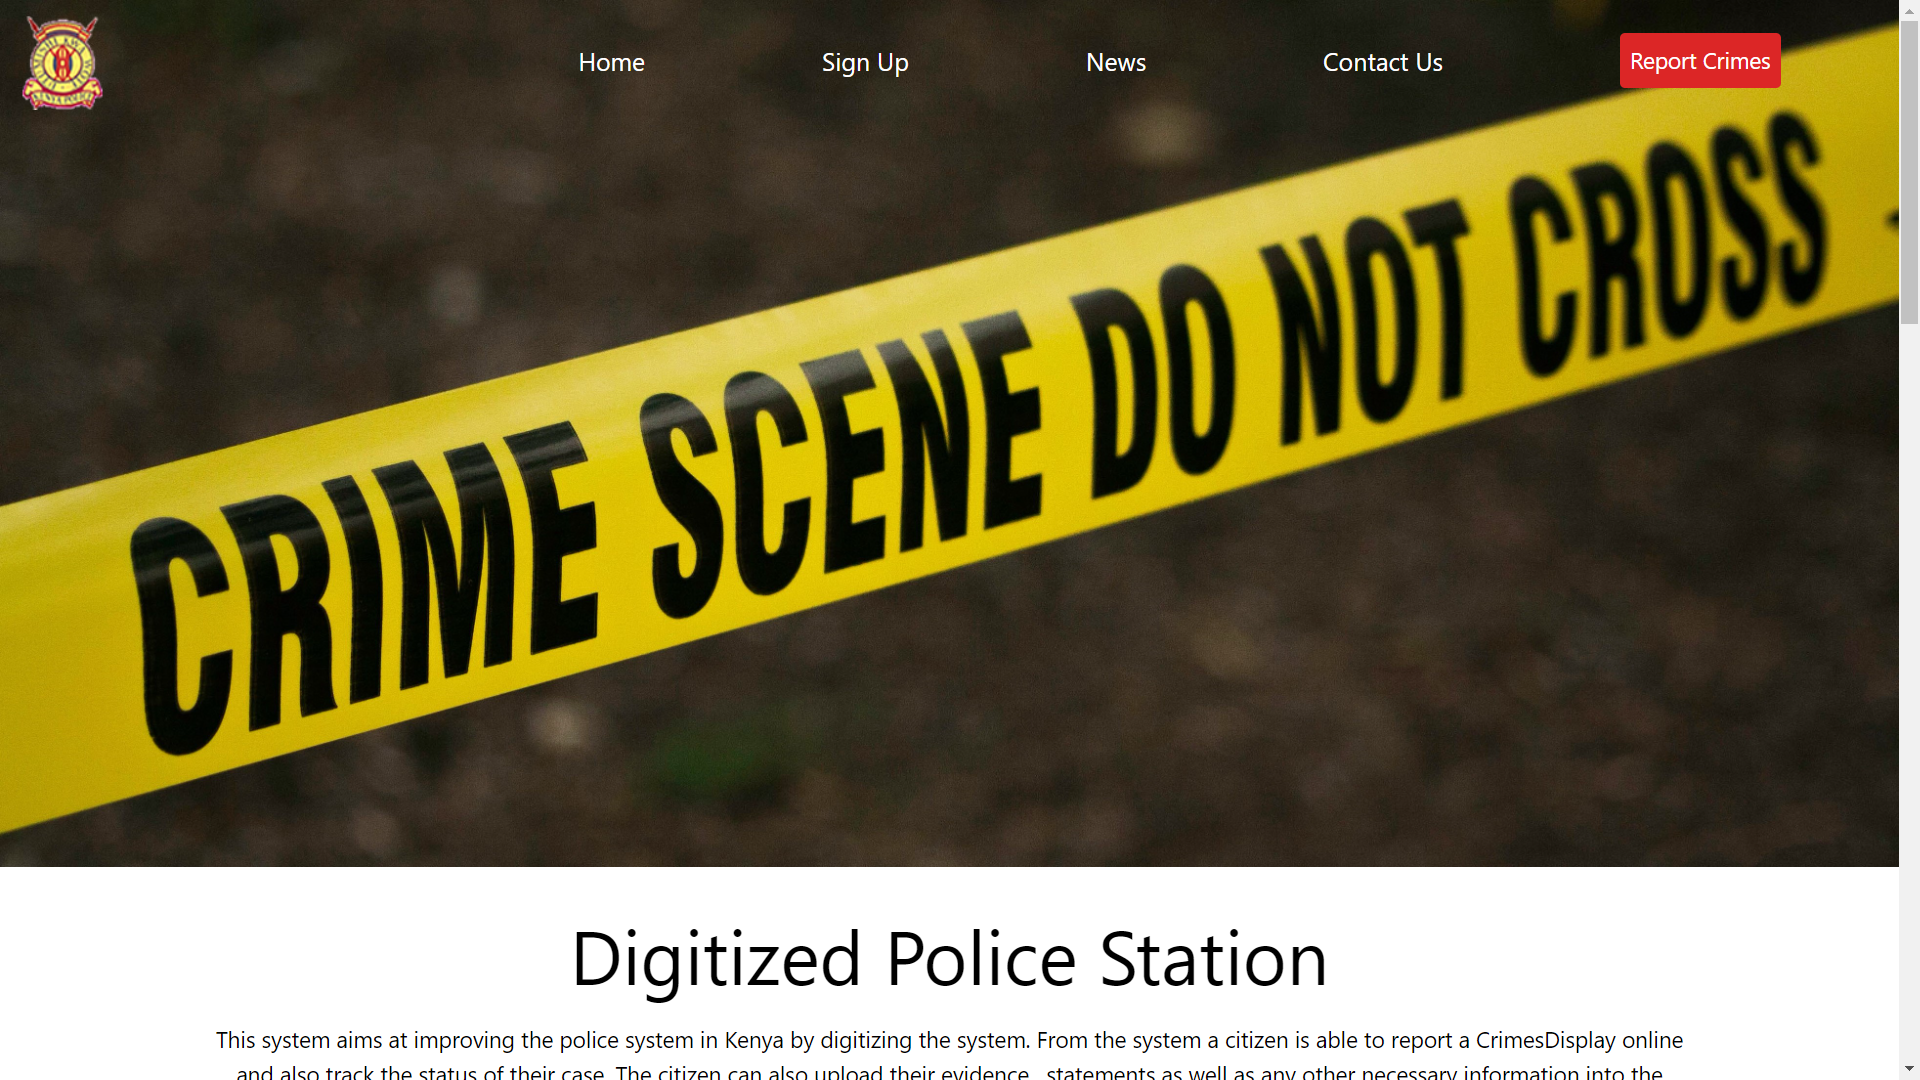 Home
Sign Up
News
Contact Us
Report Crimes
CRIME SCENE DO NOT CROSS -
Digitized Police Station
This system aims at improving the police system in Kenya by digitizing the system. From the system a citizen is able to report a CrimesDisplay online
and also track the status of their case. The citizen can also upload their evidence , statements as well as any other necessary information into the